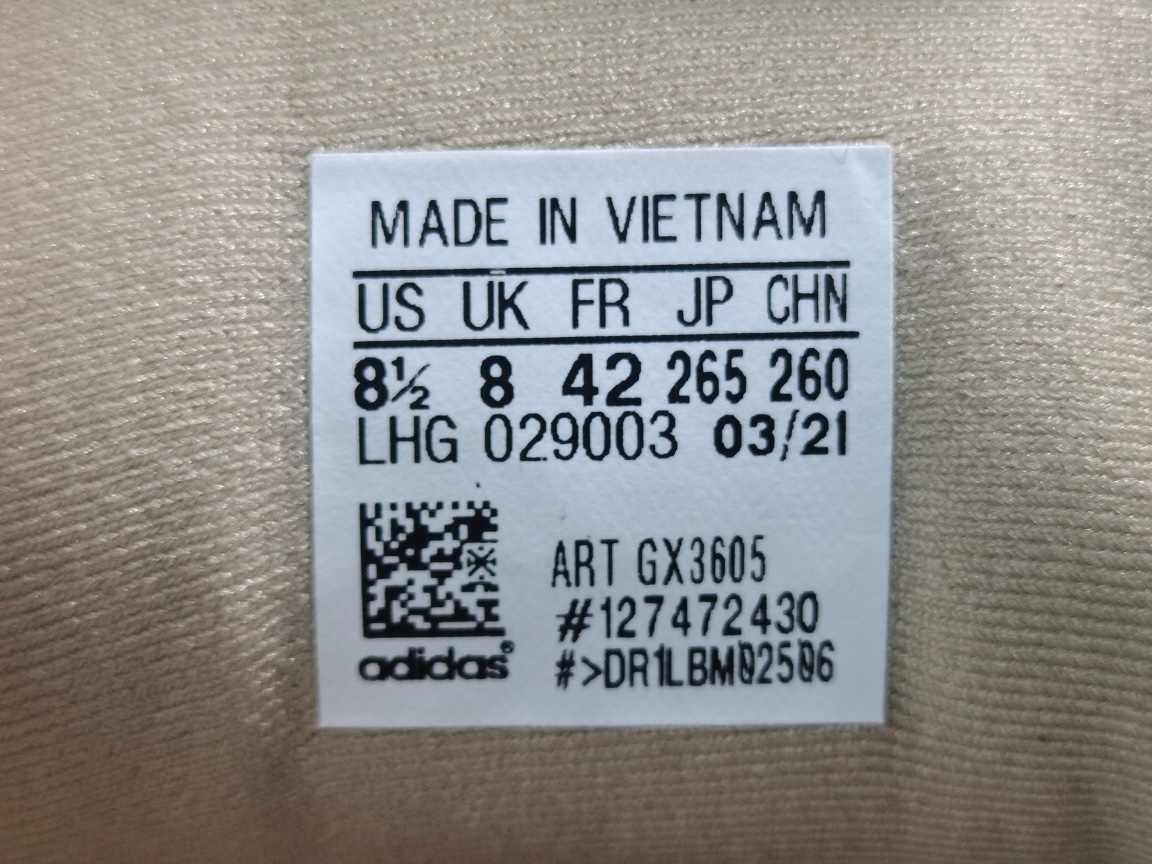 MADE IN VIETNAM
US UK FR JP CHN
8½ 8 42 265 260
LHG 029003 03/21
ART GX3605
#127472430
adidas®
#>DR1LBM02506